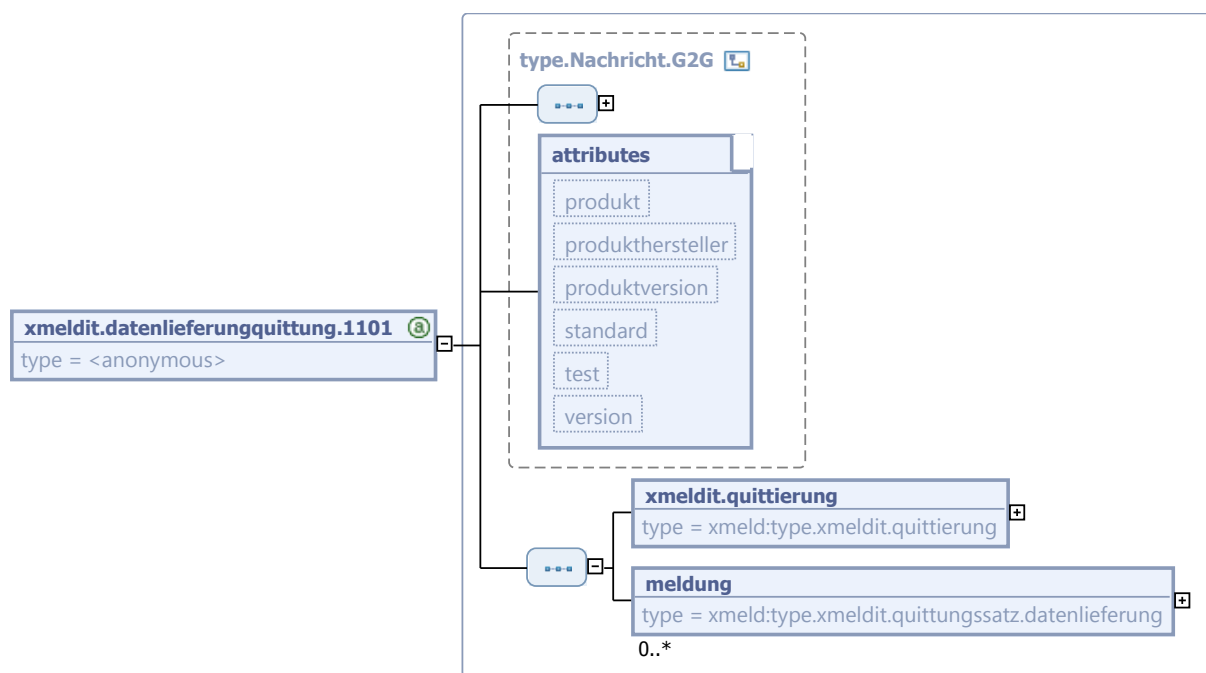 type.Nachricht.G2G
attributes
produkt
produkthersteller
produktversion
standard
test
version
xmeldit.datenlieferungquittung.1101 a
type = <anonymous>
xmeldit.quittierung
type = xmeld:type.xmeldit.quittierung
meldung
type = xmeld:type.xmeldit.quittungssatz.datenlieferung
0..*